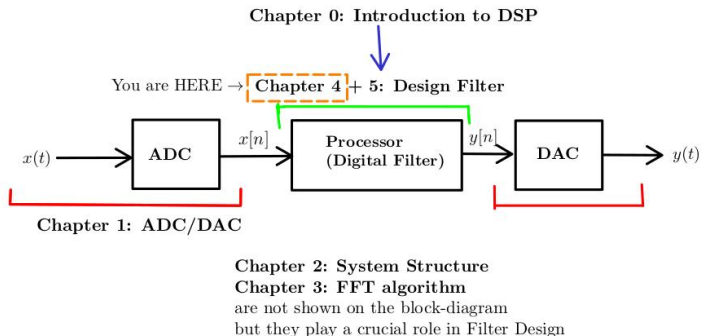 Chapter 0: Introduction to DSP
You are HERE → Chapter 4 + 5: Design Filter
x(t)
ADC
x[n]
Processor
(Digital Filter)
y[n]
DAC
y(t)
Chapter 1: ADC/DAC
Chapter 2: System Structure
Chapter 3: FFT algorithm
are not shown on the block-diagram
but they play a crucial role in Filter Design